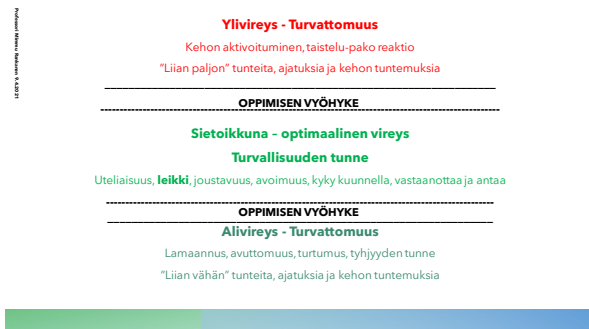 Ylivireys - Turvattomuus
Kehon aktivoituminen, taistelu-pako reaktio
"Liian paljon" tunteita, ajatuksia ja kehon tuntemuksia
OPPIMISEN VYÖHYKE
Sietoikkuna – optimaalinen vireys
Turvallisuuden tunne
Uteliaisuus, leikki, joustavuus, avoimuus, kyky kuunnella, vastaanottaa ja antaa
OPPIMISEN VYÖHYKE
Alivireys - Turvattomuus
Lamaannus, avuttomuus, turtumus, tyhjyyden tunne
"Liian vähän" tunteita, ajatuksia ja kehon tuntemuksia
Professori Minna